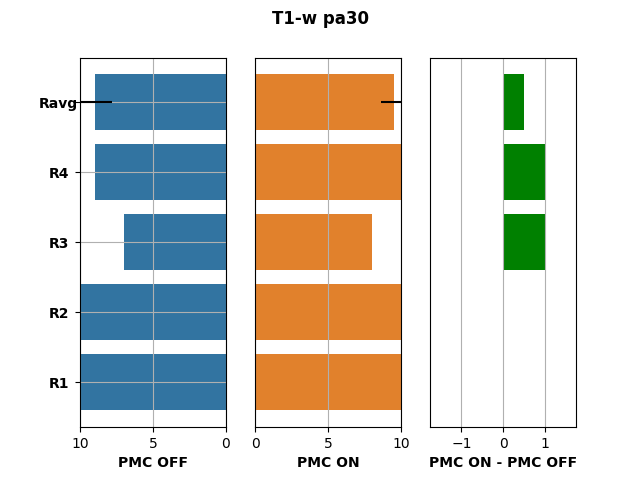 T1-w pa30
Ravg
R4
R3
R2
R1
10 5 0
0 5 10
−1 0 1
PMC OFF
PMC ON
PMC ON - PMC OFF